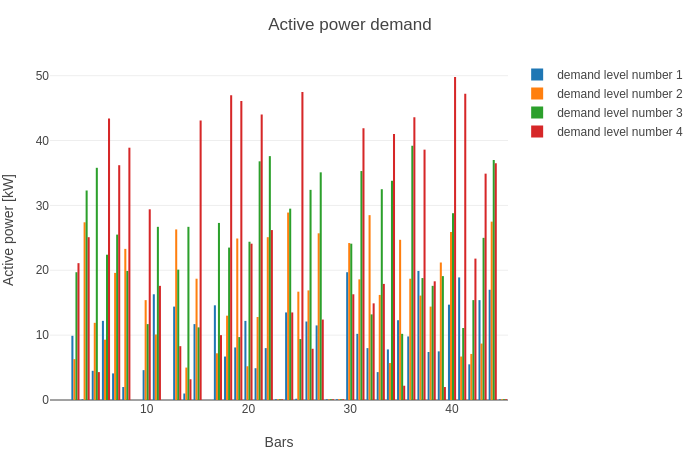 Active power demand
demand level number 1
demand level number 2
demand level number 3
demand level number 4
Active power [kW]
50
40
30
20
10
0
10 20 30 40
Bars